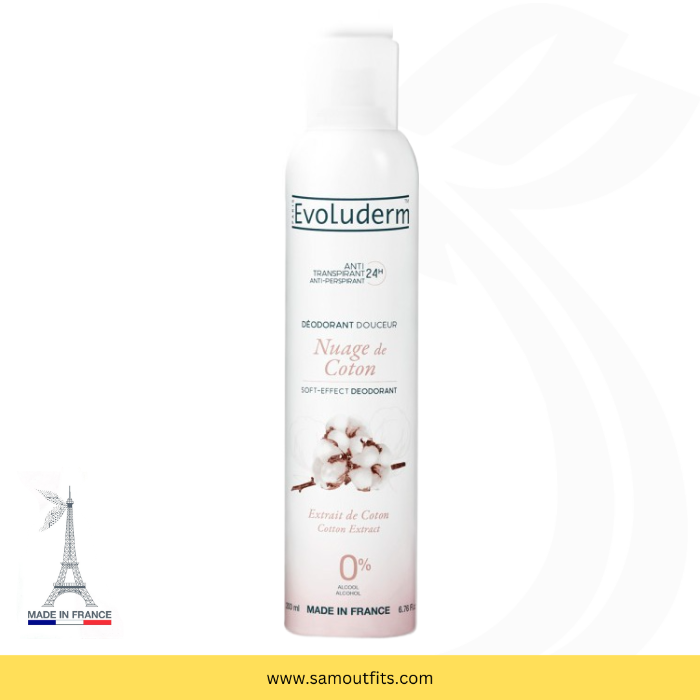 PARIS
Evoluderm
ANTI
TRANSPIRANT
ANTI-PERSPIRANT
24H
DÉODORANT DOUCEUR
Nuage de
Coton
SOFT-EFFECT DEODORANT
Extrait de Coton
Cotton Extract
0%
ALCOOL
ALCOHOL
MADE IN FRANCE
MADE IN FRANCE
www.samoutfits.com